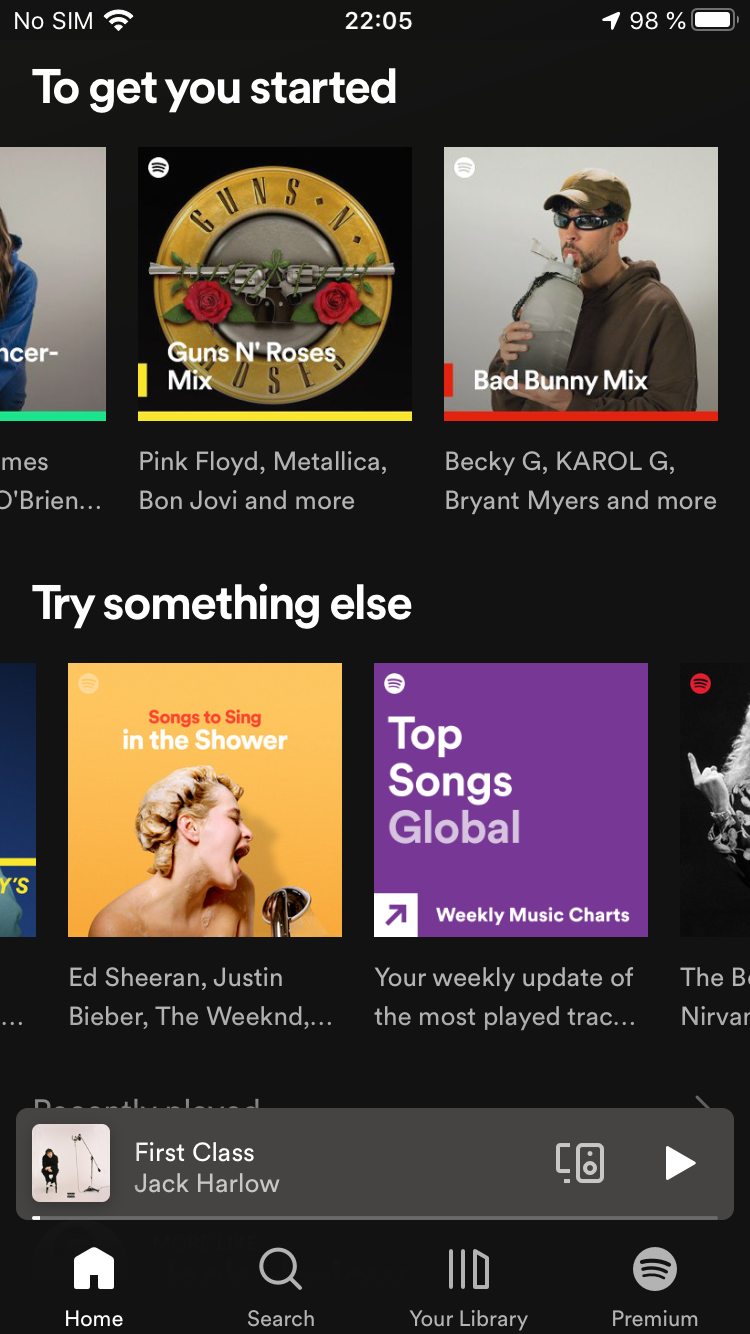 No SIM 22:05 98 %
To get you started
ncer-
GUNS N'
ROSES
Guns N' Roses
Mix
Bad Bunny Mix
mes
O'Brien...
Pink Floyd, Metallica,
Bon Jovi and more
Becky G, KAROL G,
Bryant Myers and more
Try something else
Y'S
Songs to Sing
in the Shower
Top
Songs
Global
Weekly Music Charts
...
Ed Sheeran, Justin
Bieber, The Weeknd,...
Your weekly update of
the most played trac...
The Be
Nirvar
Recently played
First Class
Jack Harlow
Home Search Your Library Premium